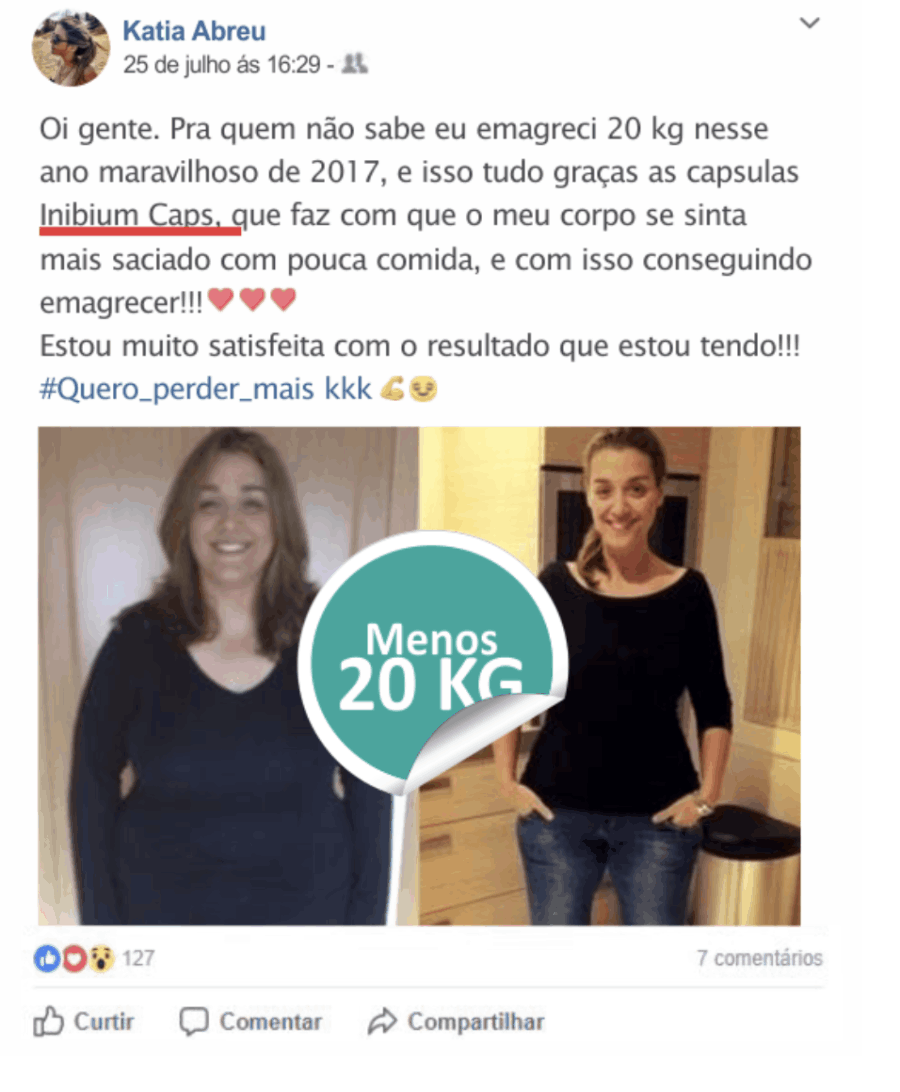 Katia Abreu
25 de julho ás 16:29 -
Oi gente. Pra quem não sabe eu emagreci 20 kg nesse
ano maravilhoso de 2017, e isso tudo graças as capsulas
Inibium Caps, que faz com que o meu corpo se sinta
mais saciado com pouca comida, e com isso conseguindo
emagrecer!!!❤❤❤
Estou muito satisfeita com o resultado que estou tendo!!!
#Quero_perder_mais kkk 💪😉
Menos
20 KG
127
7 comentários
Curtir
Comentar
Compartilhar